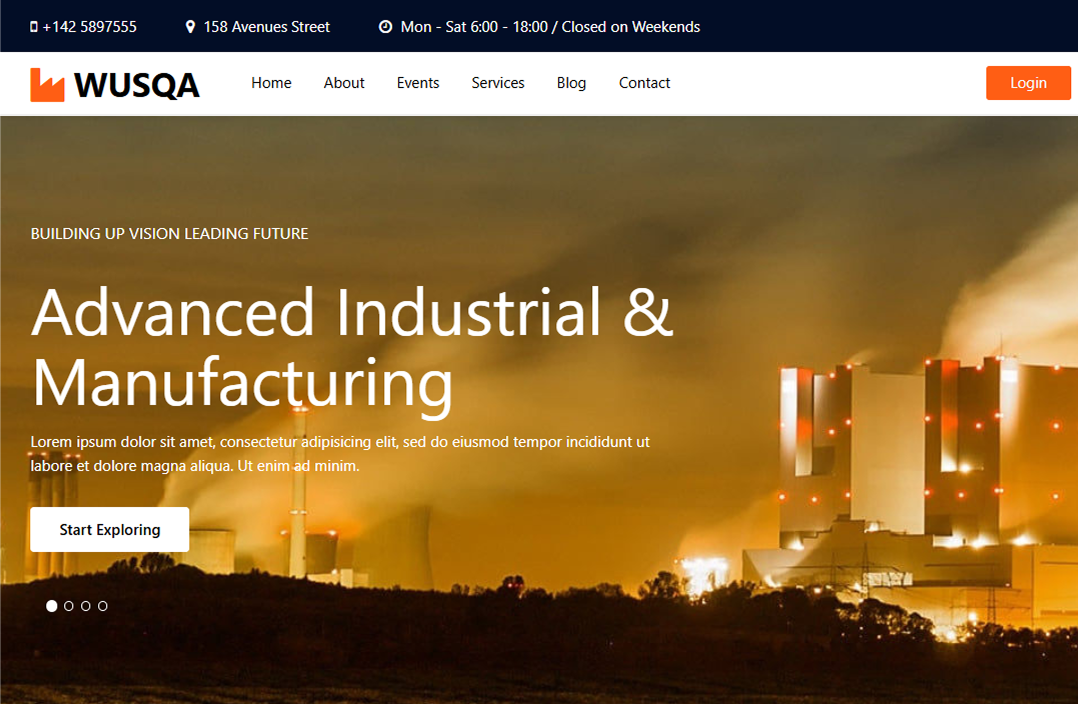 +142 5897555 158 Avenues Street Mon - Sat 6:00 - 18:00 / Closed on Weekends
WUSQA Home About Events Services Blog Contact Login
BUILDING UP VISION LEADING FUTURE
Advanced Industrial &
Manufacturing
Lorem ipsum dolor sit amet, consectetur adipisicing elit, sed do eiusmod tempor incididunt ut
labore et dolore magna aliqua. Ut enim ad minim.
Start Exploring